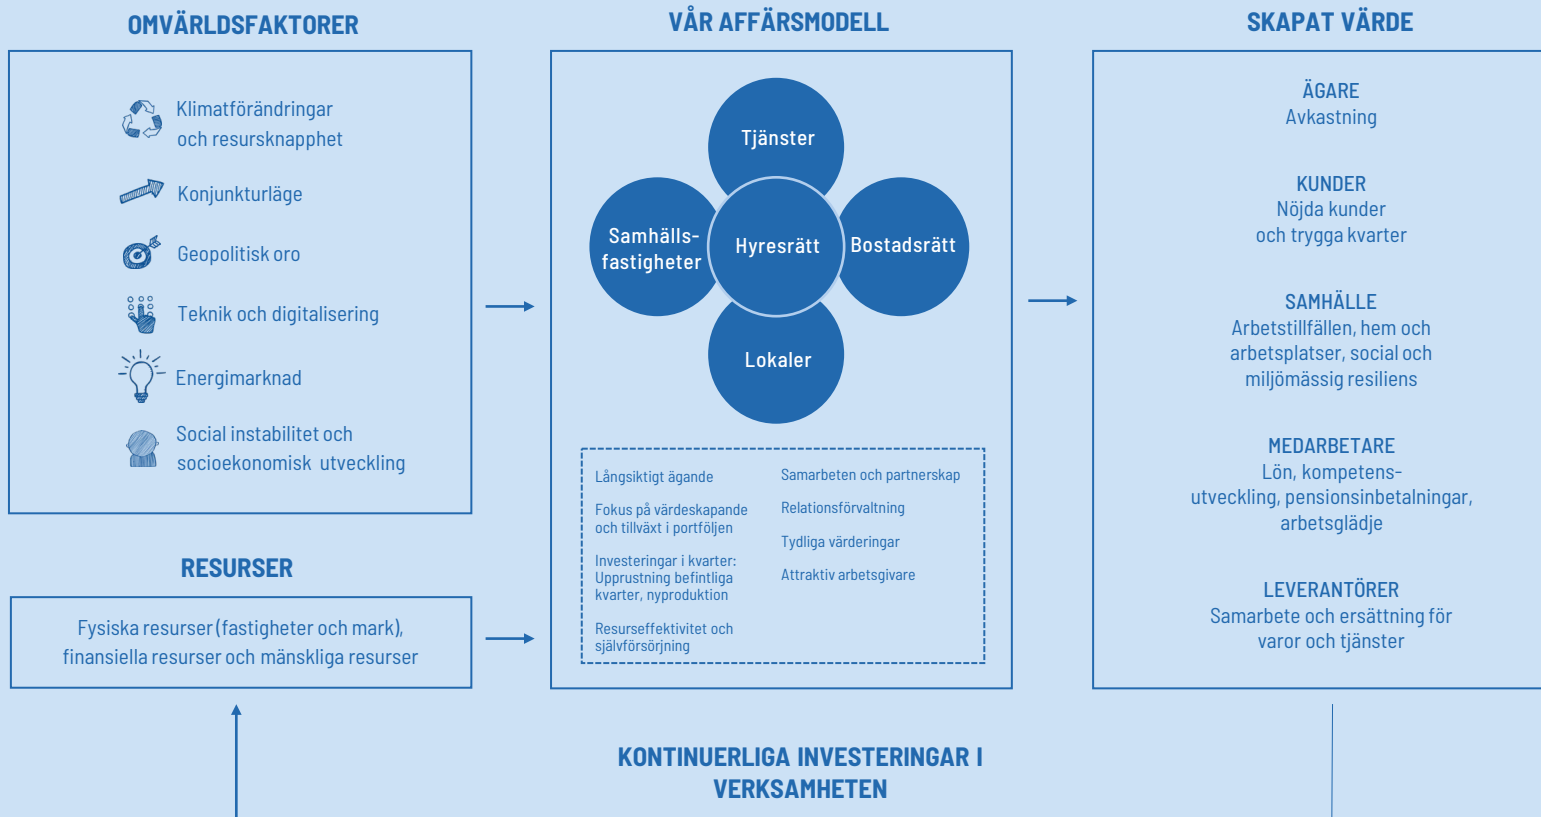 OMVÄRLDSFAKTORER
Klimatförändringar
och resursknapphet
Konjunkturläge
Geopolitisk oro
Teknik och digitalisering
Energimarknad
Social instabilitet och
socioekonomisk utveckling
RESURSER
Fysiska resurser (fastigheter och mark),
finansiella resurser och mänskliga resurser
VÅR AFFÄRSMODELL
Tjänster
Samhälls-
fastigheter
Hyresrätt
Bostadsrätt
Lokaler
Långsiktigt ägande
Fokus på värdeskapande
och tillväxt i portföljen
Investeringar i kvarter:
Upprustning befintliga
kvarter, nyproduktion
Resurseffektivitet och
självförsörjning
Samarbeten och partnerskap
Relationsförvaltning
Tydliga värderingar
Attraktiv arbetsgivare
SKAPAT VÄRDE
ÄGARE
Avkastning
KUNDER
Nöjda kunder
och trygga kvarter
SAMHÄLLE
Arbetstillfällen, hem och
arbetsplatser, social och
miljömässig resiliens
MEDARBETARE
Lön, kompetens-
utveckling, pensionsinbetalningar,
arbetsglädje
LEVERANTÖRER
Samarbete och ersättning för
varor och tjänster
KONTINUERLIGA INVESTERINGAR I
VERKSAMHETEN